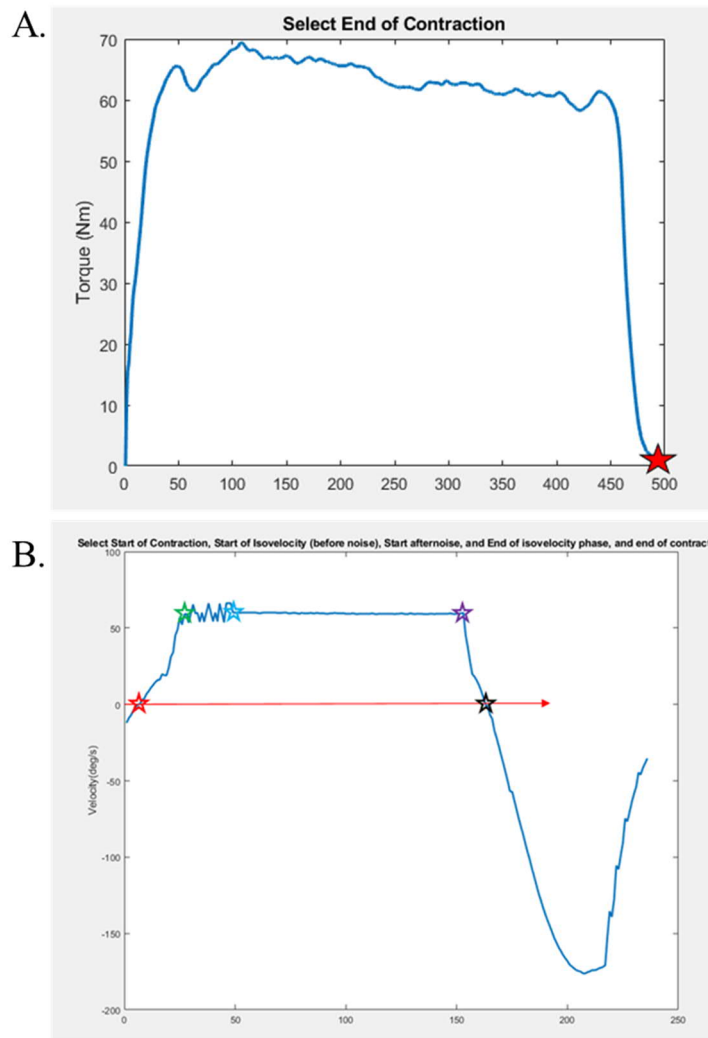 A.
Select End of Contraction
70
60
50
40
30
20
10
0
Torque (Nm)
0 50 100 150 200 250 300 350 400 450 500
B.
Select Start of Contraction, Start of Isovelocity (before noise), Start afternoise, and End of isovelocity phase, and end of contract
100
50
0
-50
-100
-150
-200
Velocity(deg/s)
0 50 100 150 200 250